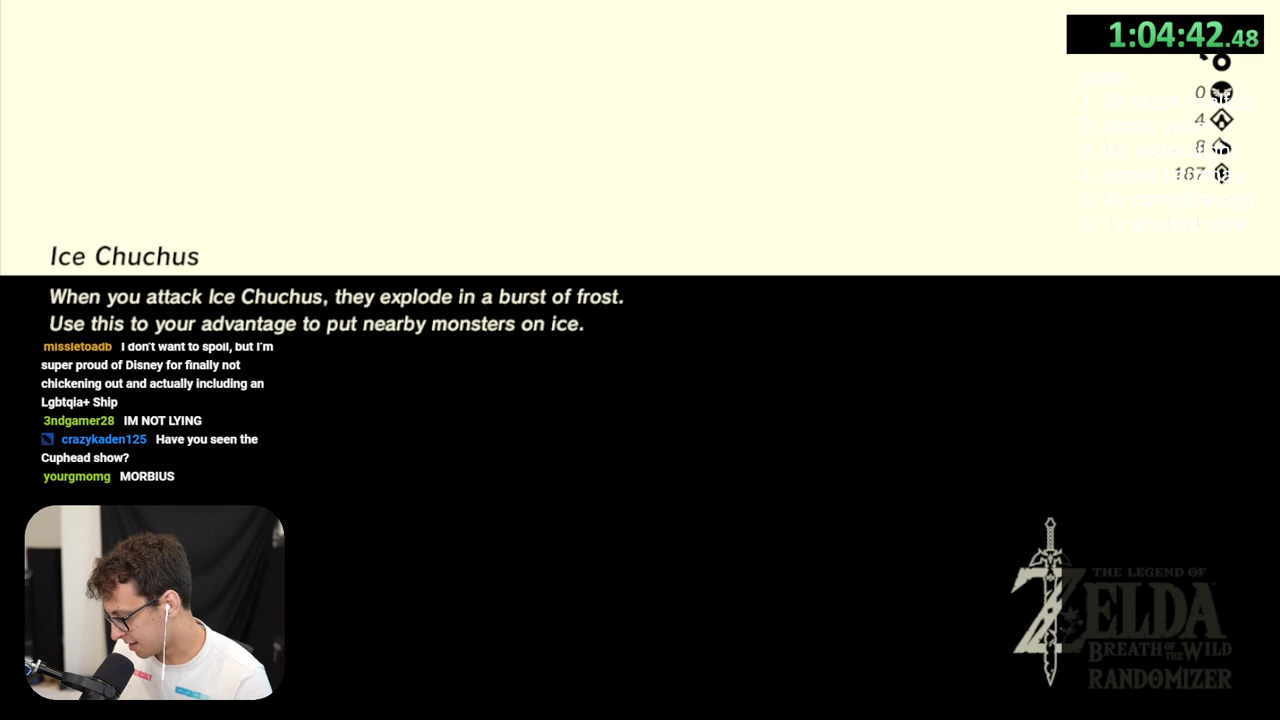 1:04:42.48
0
4
8
187
Ice Chuchus
When you attack Ice Chuchus, they explode in a burst of frost.
Use this to your advantage to put nearby monsters on ice.
missletoadb I don't want to spoil, but I'm
super proud of Disney for finally not
chickening out and actually including an
Lgbtqia+ Ship
3ndgamer28 IM NOT LYING
crazykaden125 Have you seen the
Cuphead show?
yourgmomg MORBIUS
THE LEGEND OF
ZELDA
BREATH OF THE WILD
RANDOMIZER